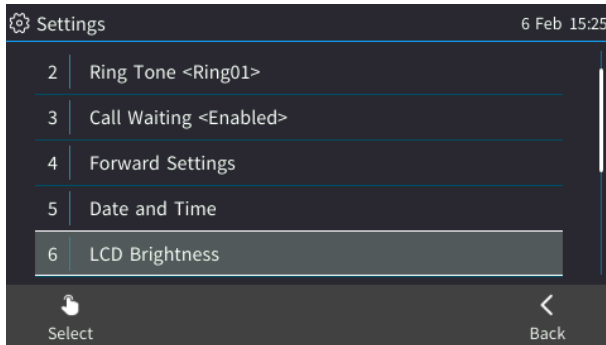 Settings 6 Feb 15:25
2 Ring Tone <Ring01>
3 Call Waiting <Enabled>
4 Forward Settings
5 Date and Time
6 LCD Brightness
Select Back